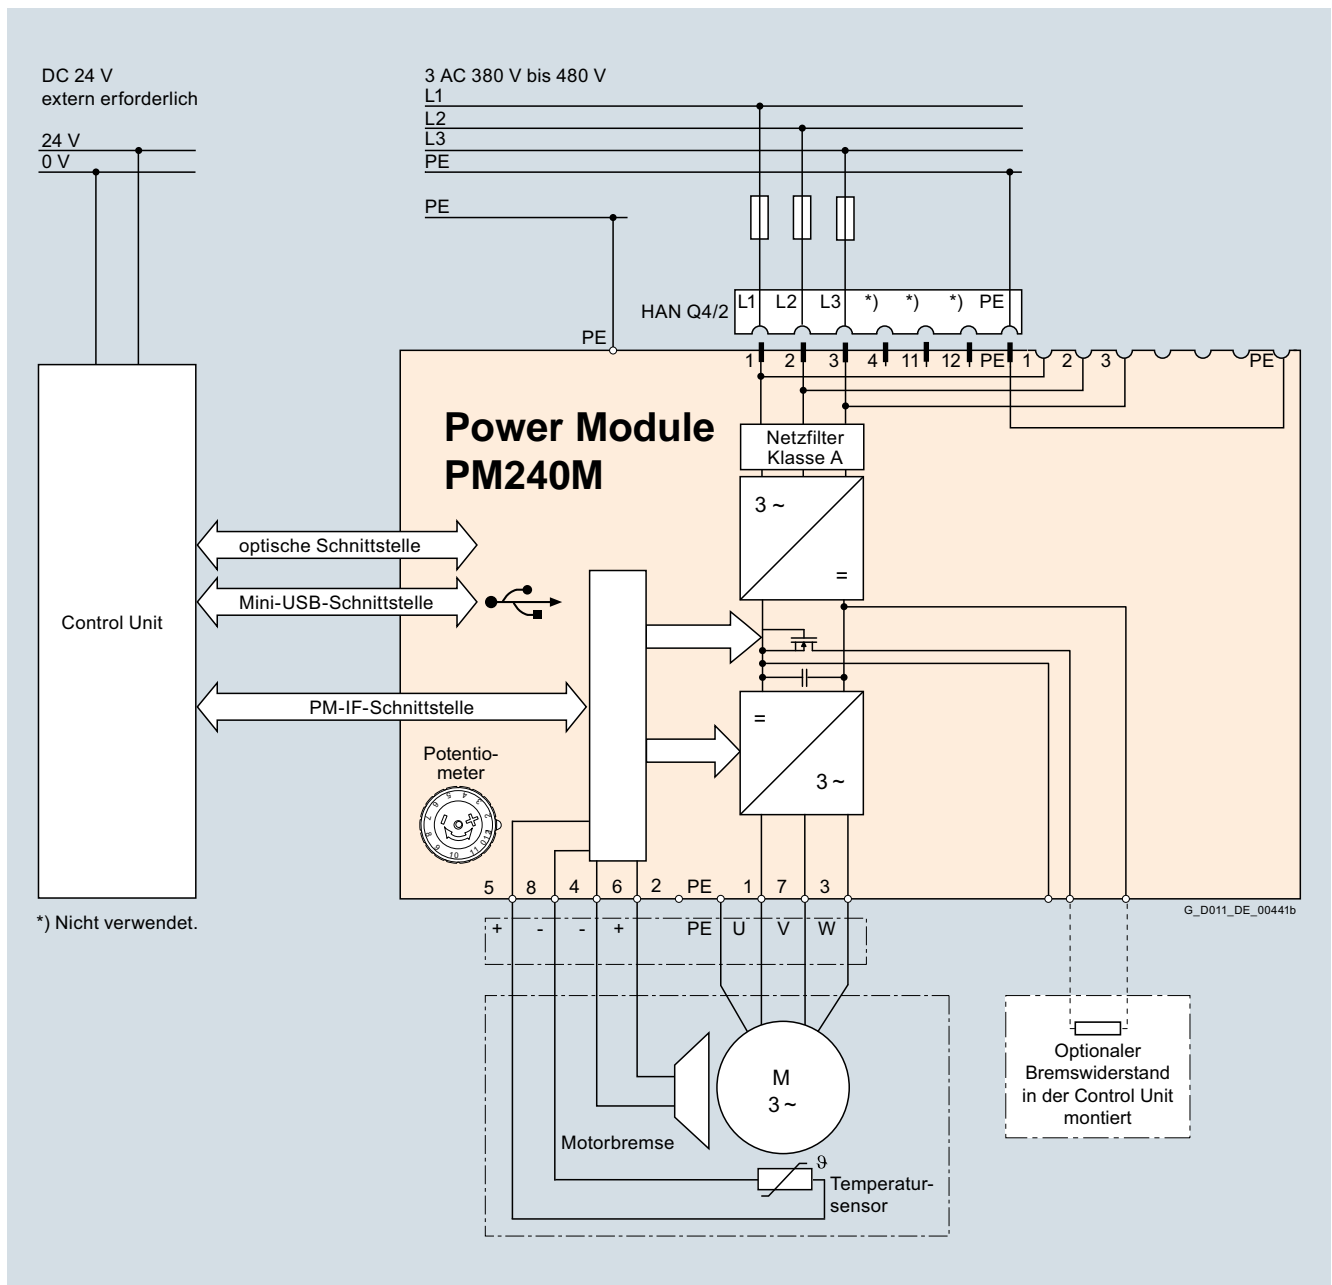 DC 24 V
extern erforderlich
24 V
0 V
3 AC 380 V bis 480 V
L1
L2
L3
PE
PE
HAN Q4/2
L1 L2 L3 *) *) *) PE
PE
1 2 3 4 11 12 PE 1 2 3 PE
Power Module
PM240M
Netzfilter
Klasse A
3 ~
=
optische Schnittstelle
Mini-USB-Schnittstelle
Control Unit
PM-IF-Schnittstelle
=
3 ~
Potentio-
meter
5 8 4 6 2 PE 1 7 3
*) Nicht verwendet.
G_D011_DE_00441b
+ - - + PE U V W
M
3 ~
Motorbremse
ϑ
Temperatur-
sensor
Optionaler
Bremswiderstand
in der Control Unit
montiert